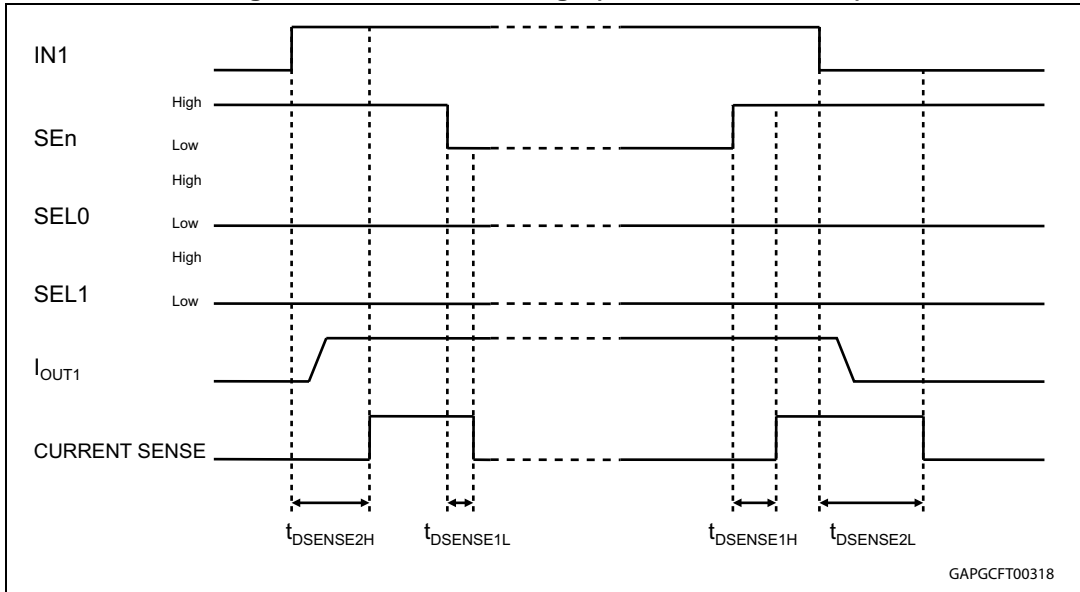 IN1
High
SEn
Low
High
SEL0
Low
High
SEL1
Low
IOUT1
CURRENT SENSE
tDSENSE2H
tDSENSE1L
tDSENSE1H
tDSENSE2L
GAPGCFT00318